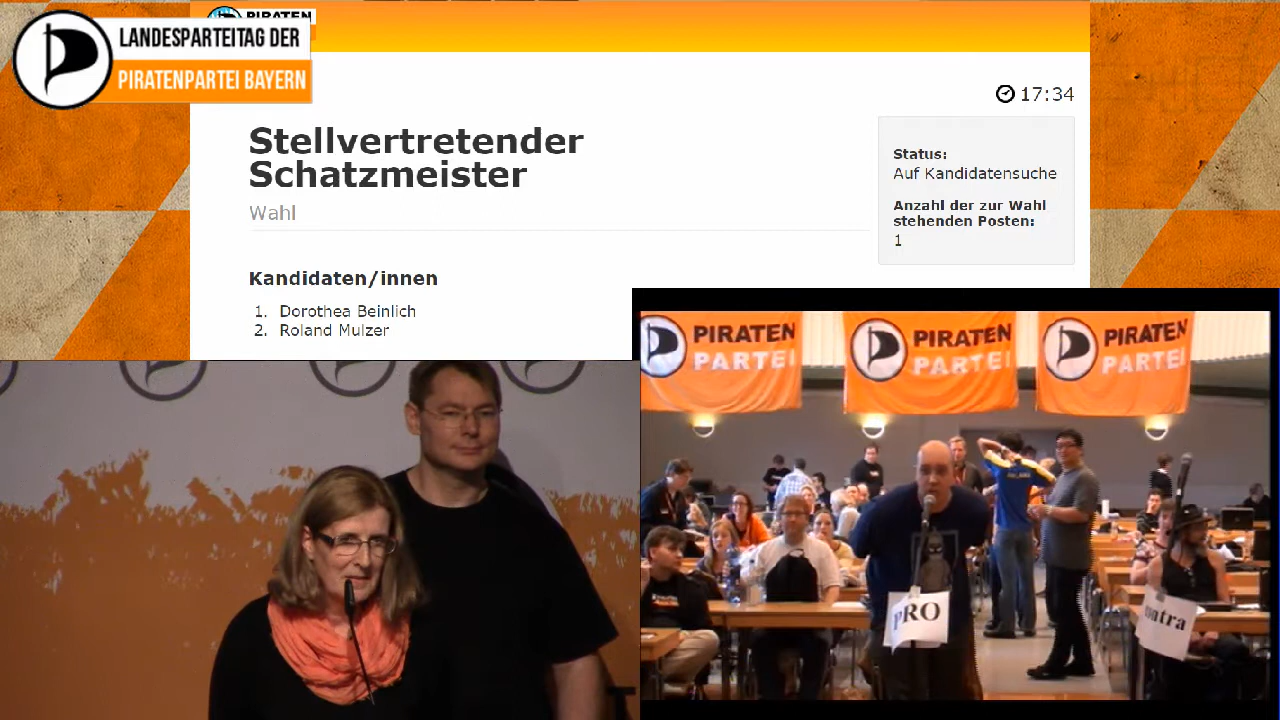 PIRATEN
LANDESPARTEITAG DER
PIRATENPARTEI BAYERN
17:34
Stellvertretender
Schatzmeister
Wahl
Status:
Auf Kandidatensuche
Anzahl der zur Wahl
stehenden Posten:
1
Kandidaten/innen
1. Dorothea Beinlich
2. Roland Mulzer
PIRATEN
PARTEI
PIRATEN
PARTEI
PIRATEN
PARTEI
PRO